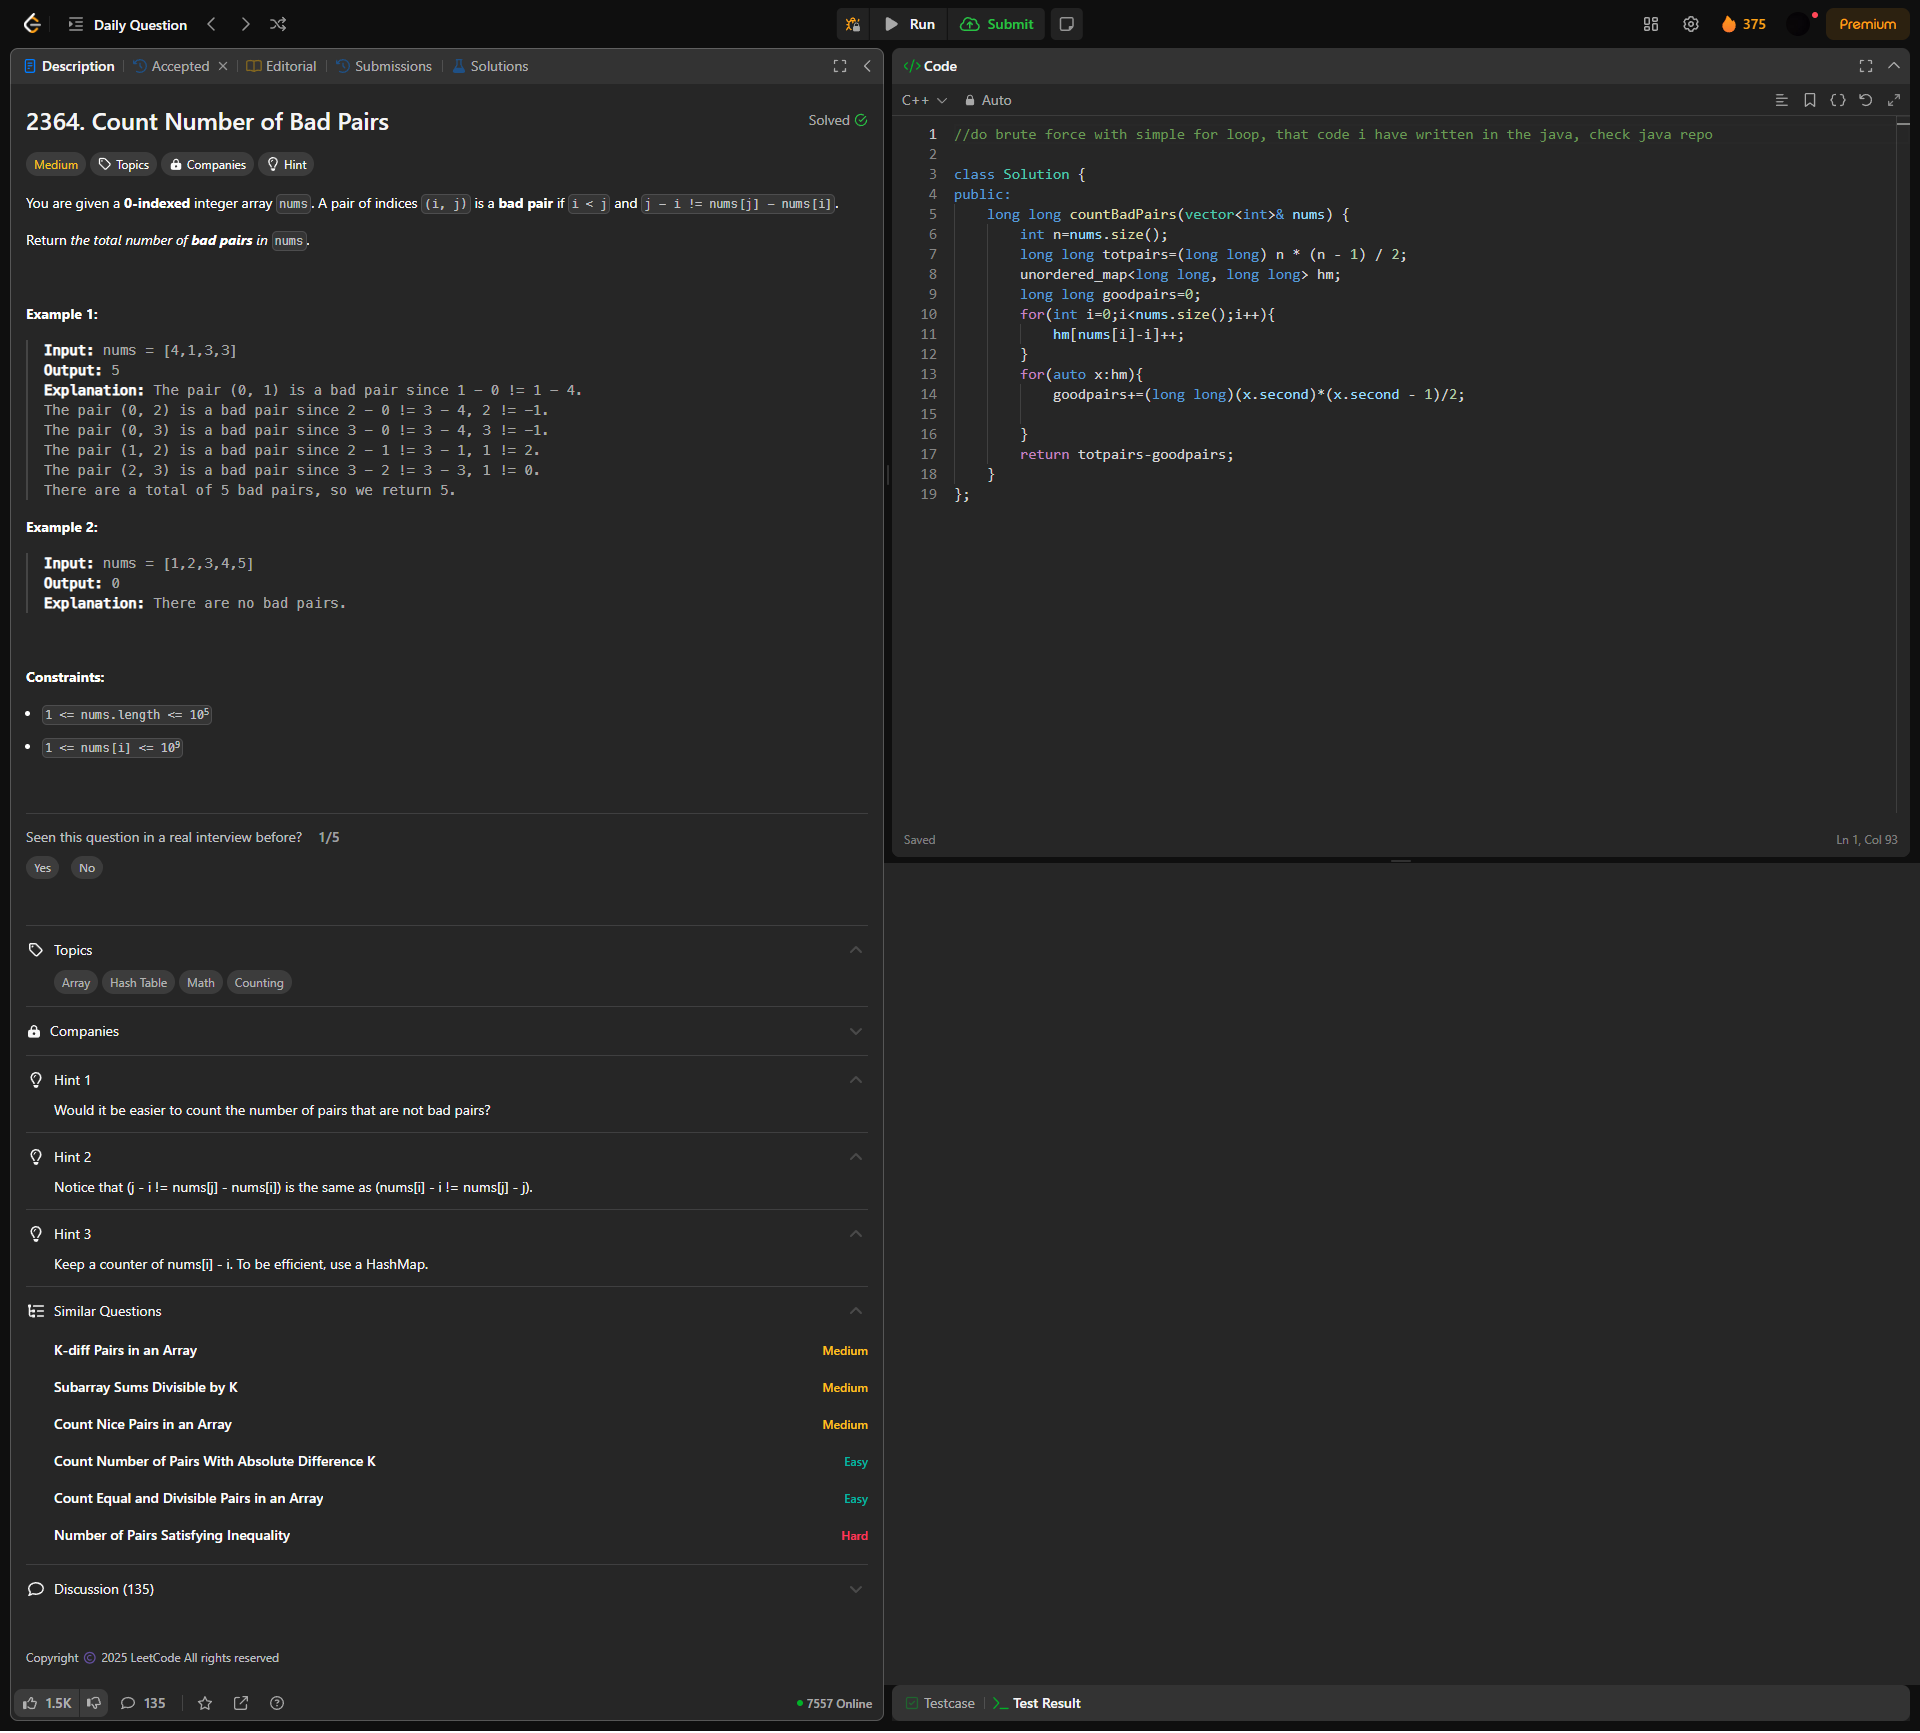 Daily Question
Run
Submit
375
Premium
Description
Accepted
Editorial
Submissions
Solutions
2364. Count Number of Bad Pairs
Solved
Medium
Topics
Companies
Hint
You are given a 0-indexed integer array nums. A pair of indices (i, j) is a bad pair if i < j and j - i != nums[j] - nums[i].
Return the total number of bad pairs in nums.
Example 1:
Input: nums = [4,1,3,3]
Output: 5
Explanation: The pair (0, 1) is a bad pair since 1 - 0 != 1 - 4.
The pair (0, 2) is a bad pair since 2 - 0 != 3 - 4, 2 != -1.
The pair (0, 3) is a bad pair since 3 - 0 != 3 - 4, 3 != -1.
The pair (1, 2) is a bad pair since 2 - 1 != 3 - 1, 1 != 2.
The pair (2, 3) is a bad pair since 3 - 2 != 3 - 3, 1 != 0.
There are a total of 5 bad pairs, so we return 5.
Example 2:
Input: nums = [1,2,3,4,5]
Output: 0
Explanation: There are no bad pairs.
Constraints:
1 <= nums.length <= 10⁵
1 <= nums[i] <= 10⁹
Seen this question in a real interview before? 1/5
Yes
No
Topics
Array
Hash Table
Math
Counting
Companies
Hint 1
Would it be easier to count the number of pairs that are not bad pairs?
Hint 2
Notice that (j - i != nums[j] - nums[i]) is the same as (nums[i] - i != nums[j] - j).
Hint 3
Keep a counter of nums[i] - i. To be efficient, use a HashMap.
Similar Questions
K-diff Pairs in an Array Medium
Subarray Sums Divisible by K Medium
Count Nice Pairs in an Array Medium
Count Number of Pairs With Absolute Difference K Easy
Count Equal and Divisible Pairs in an Array Easy
Number of Pairs Satisfying Inequality Hard
Discussion (135)
Copyright © 2025 LeetCode All rights reserved
1.5K
135
7557 Online
</> Code
C++
Auto
1 //do brute force with simple for loop, that code i have written in the java, check java repo
2
3 class Solution {
4 public:
5     long long countBadPairs(vector<int>& nums) {
6         int n=nums.size();
7         long long totpairs=(long long) n * (n - 1) / 2;
8         unordered_map<long long, long long> hm;
9         long long goodpairs=0;
10         for(int i=0;i<nums.size();i++){
11             hm[nums[i]-i]++;
12         }
13         for(auto x:hm){
14             goodpairs+=(long long)(x.second)*(x.second - 1)/2;
15
16         }
17         return totpairs-goodpairs;
18     }
19 };
Saved
Ln 1, Col 93
Testcase
Test Result